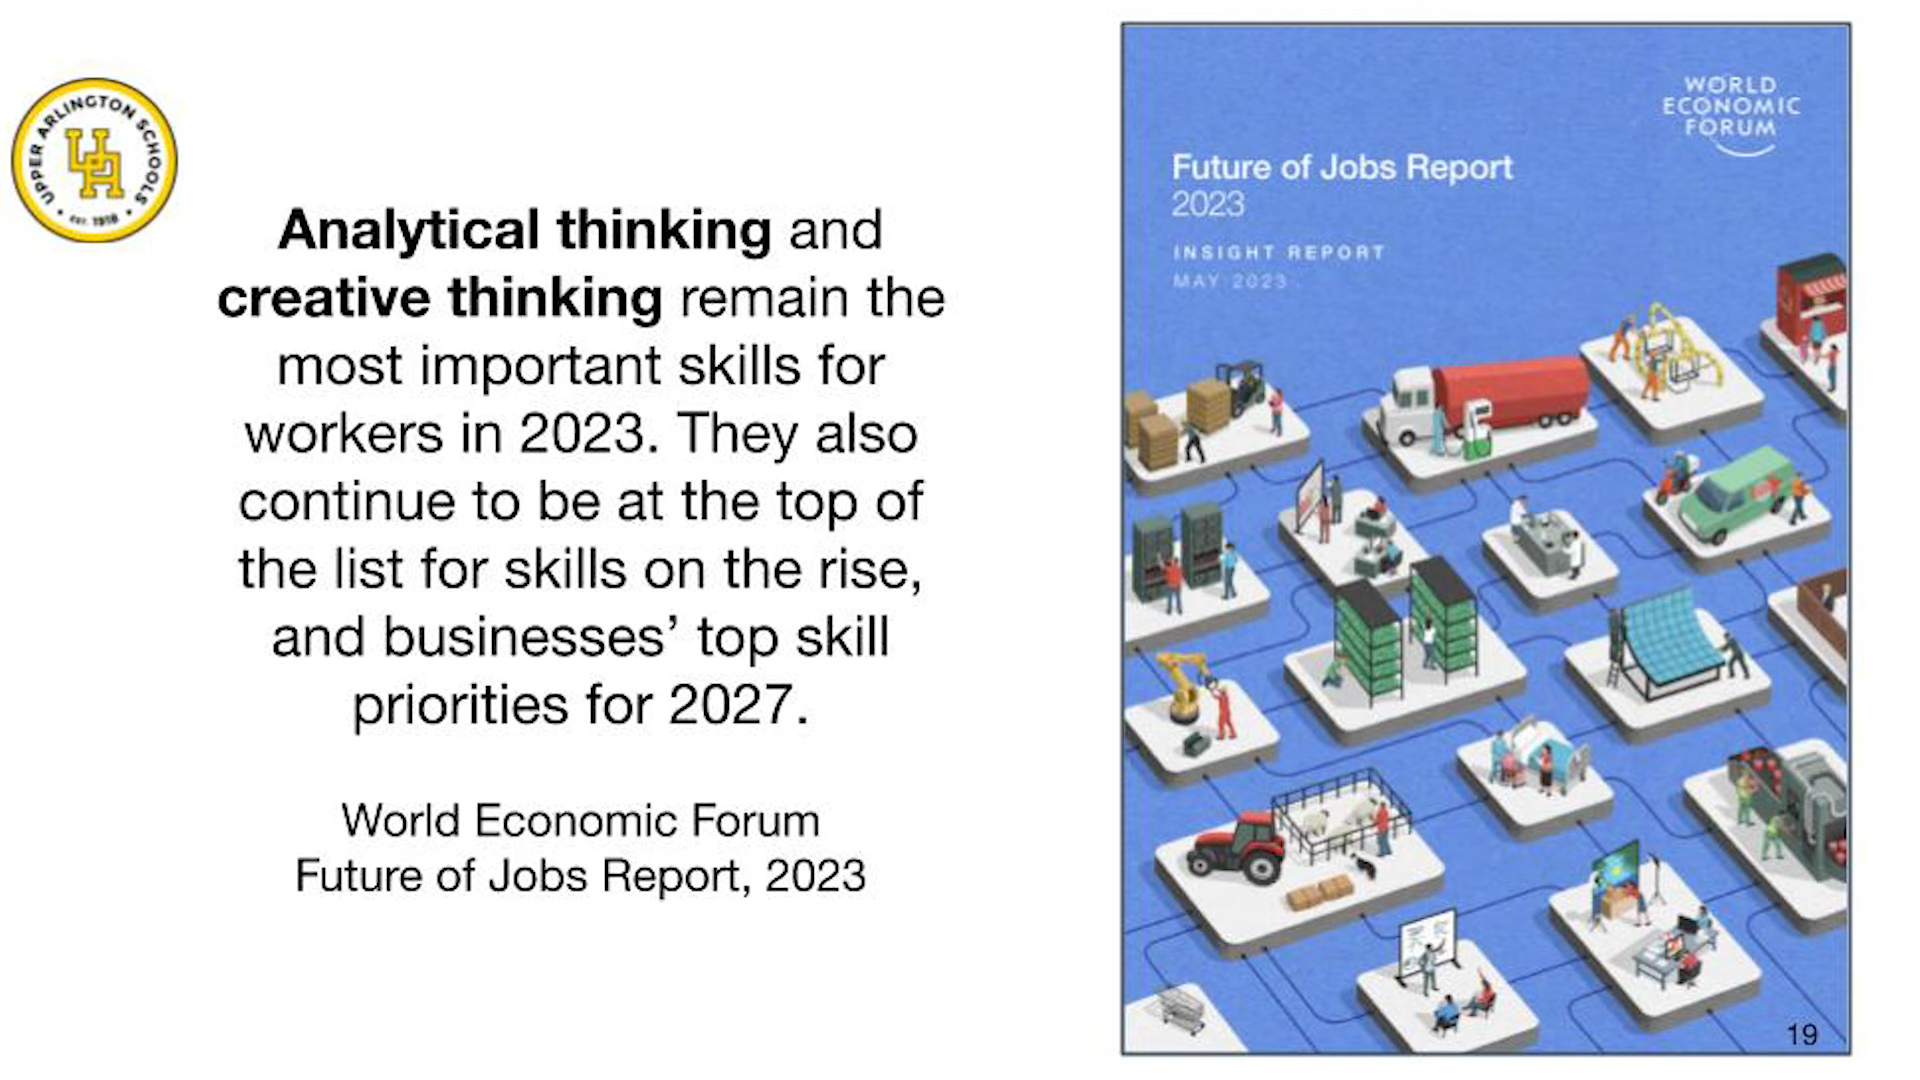 UPPER ARLINGTON SCHOOLS
UA
EST. 1918
Analytical thinking and
creative thinking remain the
most important skills for
workers in 2023. They also
continue to be at the top of
the list for skills on the rise,
and businesses’ top skill
priorities for 2027.
World Economic Forum
Future of Jobs Report, 2023
WORLD
ECONOMIC
FORUM
Future of Jobs Report
2023
INSIGHT REPORT
MAY 2023
19